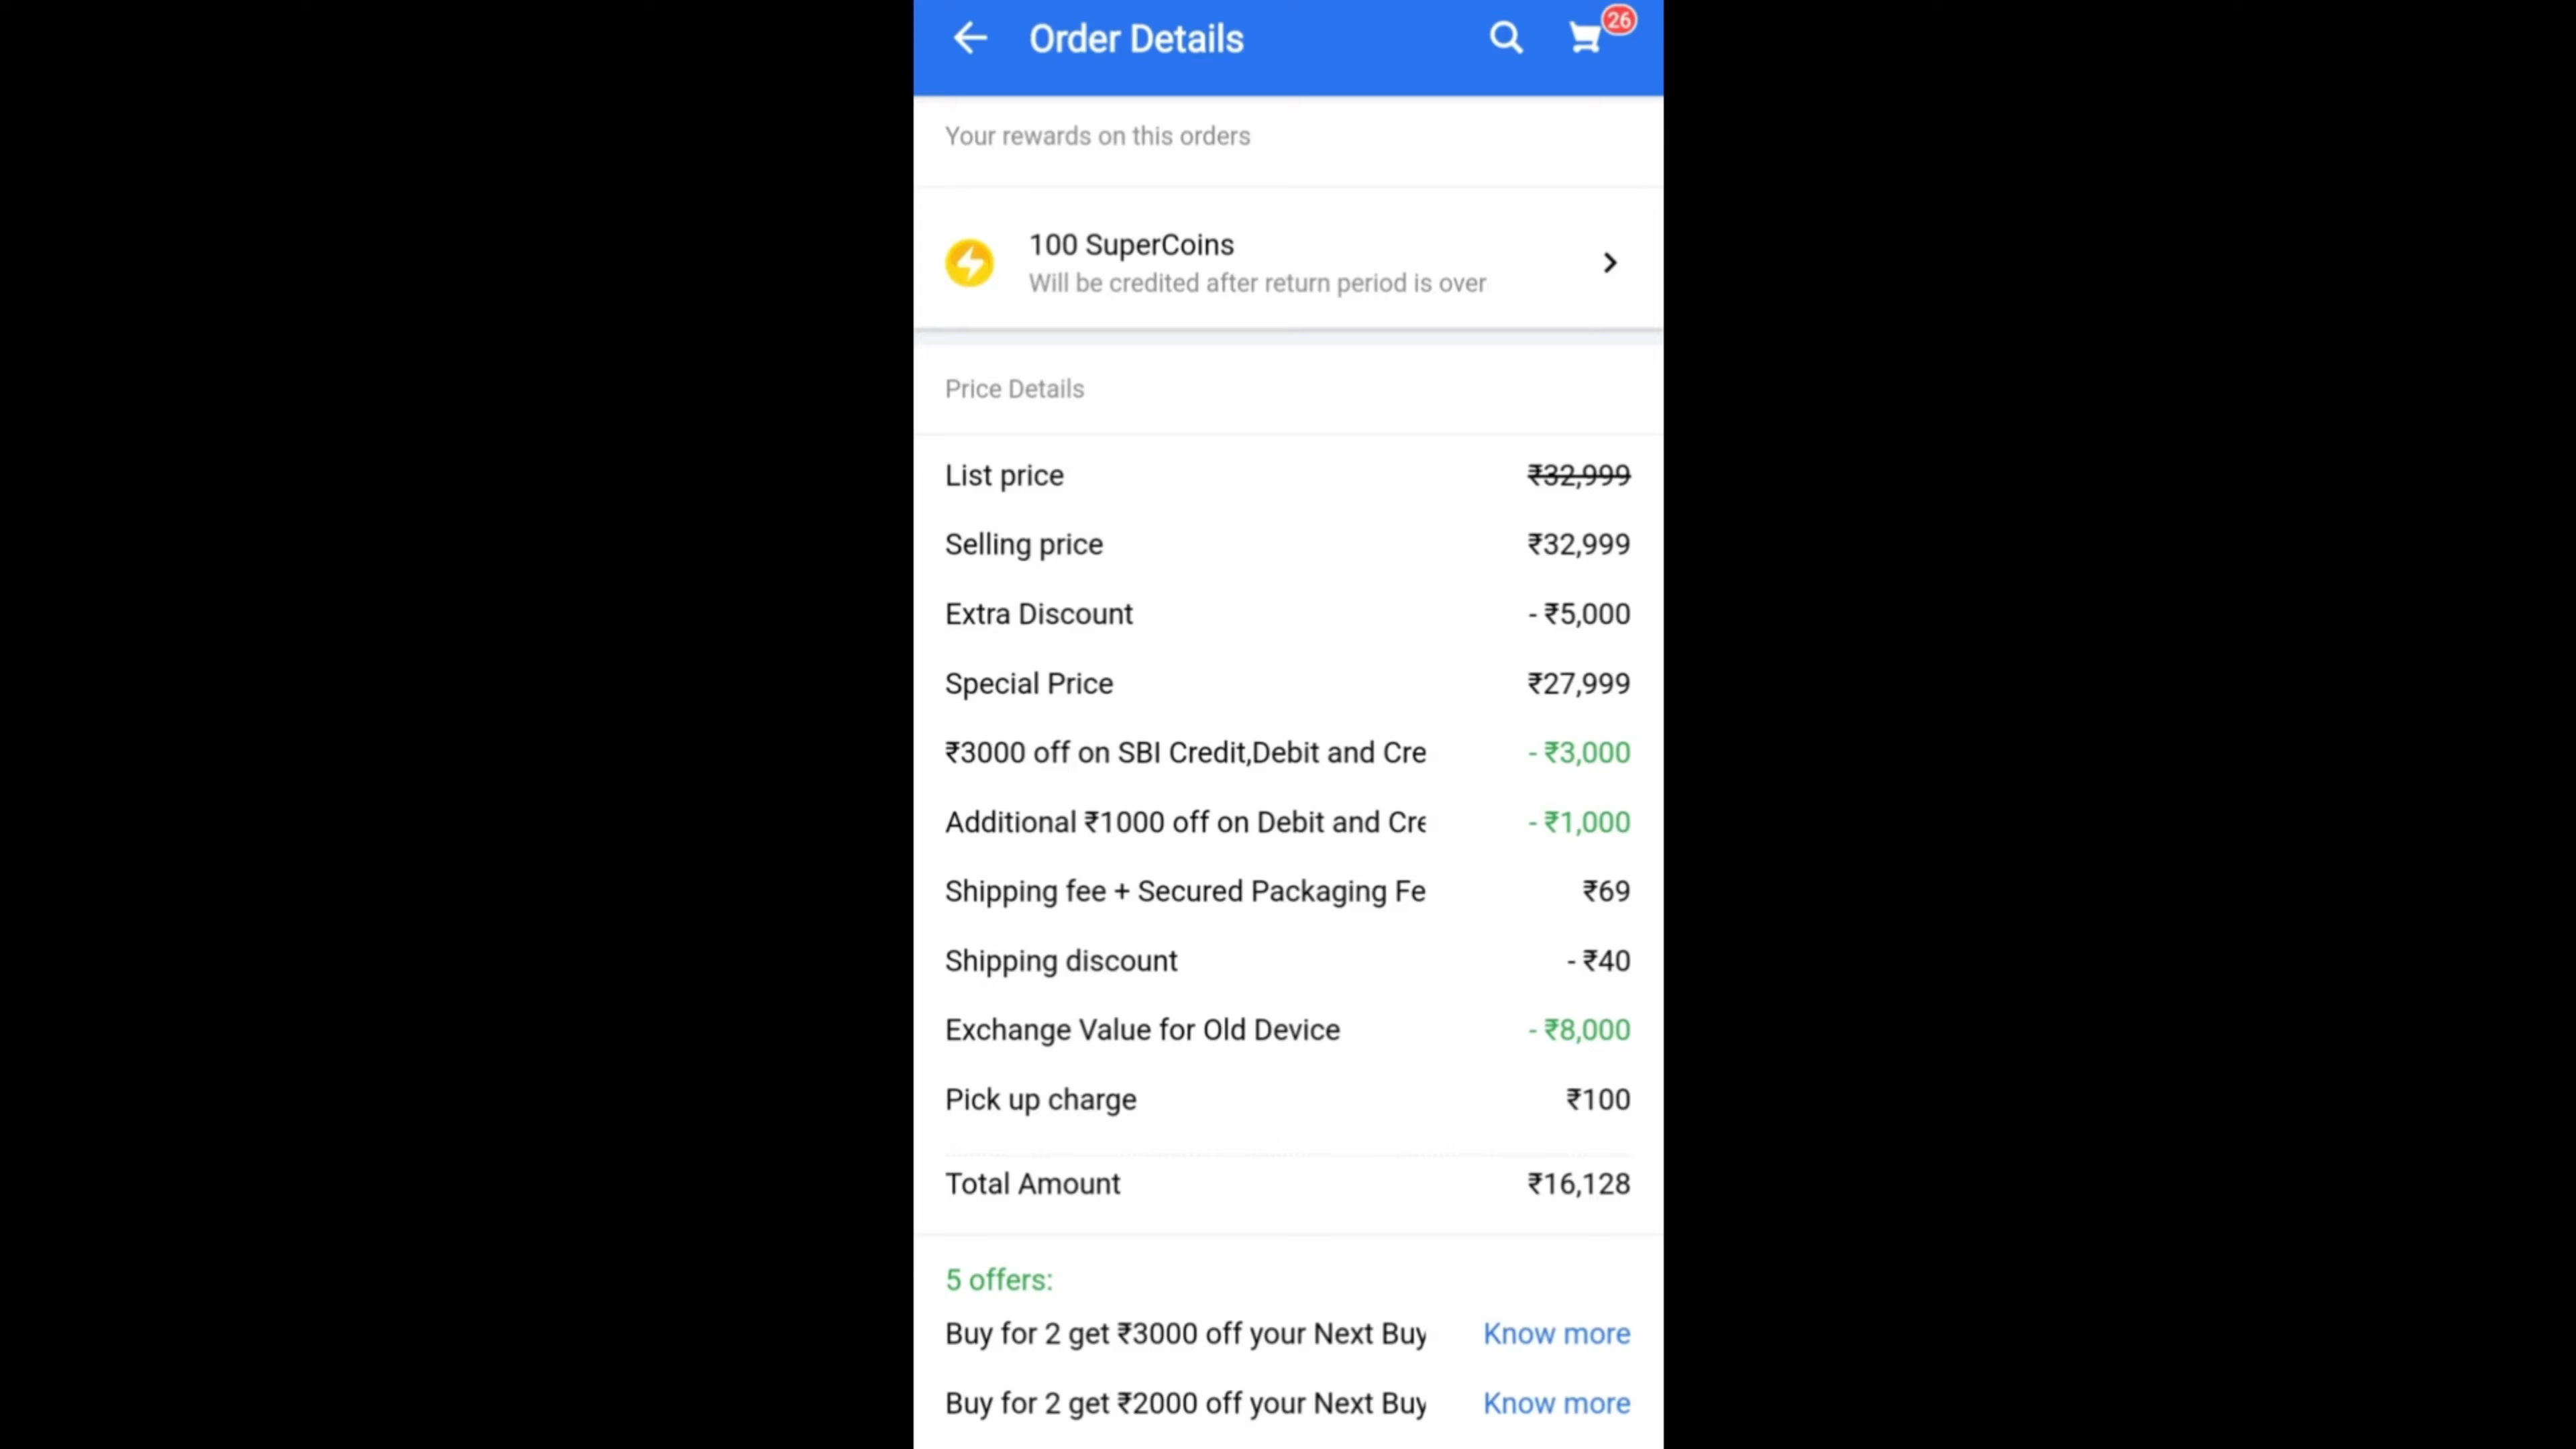 Order Details
26
Your rewards on this orders
100 SuperCoins
Will be credited after return period is over
Price Details
List price ₹32,999
Selling price ₹32,999
Extra Discount - ₹5,000
Special Price ₹27,999
₹3000 off on SBI Credit,Debit and Cre - ₹3,000
Additional ₹1000 off on Debit and Cre - ₹1,000
Shipping fee + Secured Packaging Fe ₹69
Shipping discount - ₹40
Exchange Value for Old Device - ₹8,000
Pick up charge ₹100
Total Amount ₹16,128
5 offers:
Buy for 2 get ₹3000 off your Next Buy Know more
Buy for 2 get ₹2000 off your Next Buy Know more